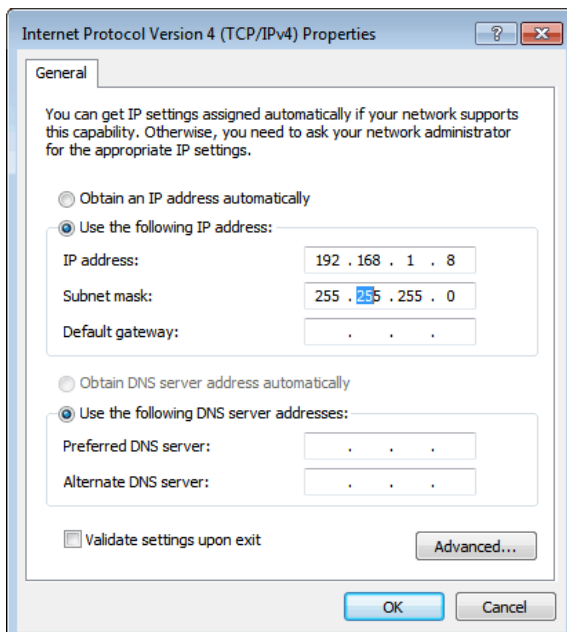 Internet Protocol Version 4 (TCP/IPv4) Properties
?
General
You can get IP settings assigned automatically if your network supports
this capability. Otherwise, you need to ask your network administrator
for the appropriate IP settings.
Obtain an IP address automatically
Use the following IP address:
IP address: 192 . 168 . 1 . 8
Subnet mask: 255 . 255 . 255 . 0
Default gateway: . . .
Obtain DNS server address automatically
Use the following DNS server addresses:
Preferred DNS server: . . .
Alternate DNS server: . . .
Validate settings upon exit
Advanced...
OK Cancel